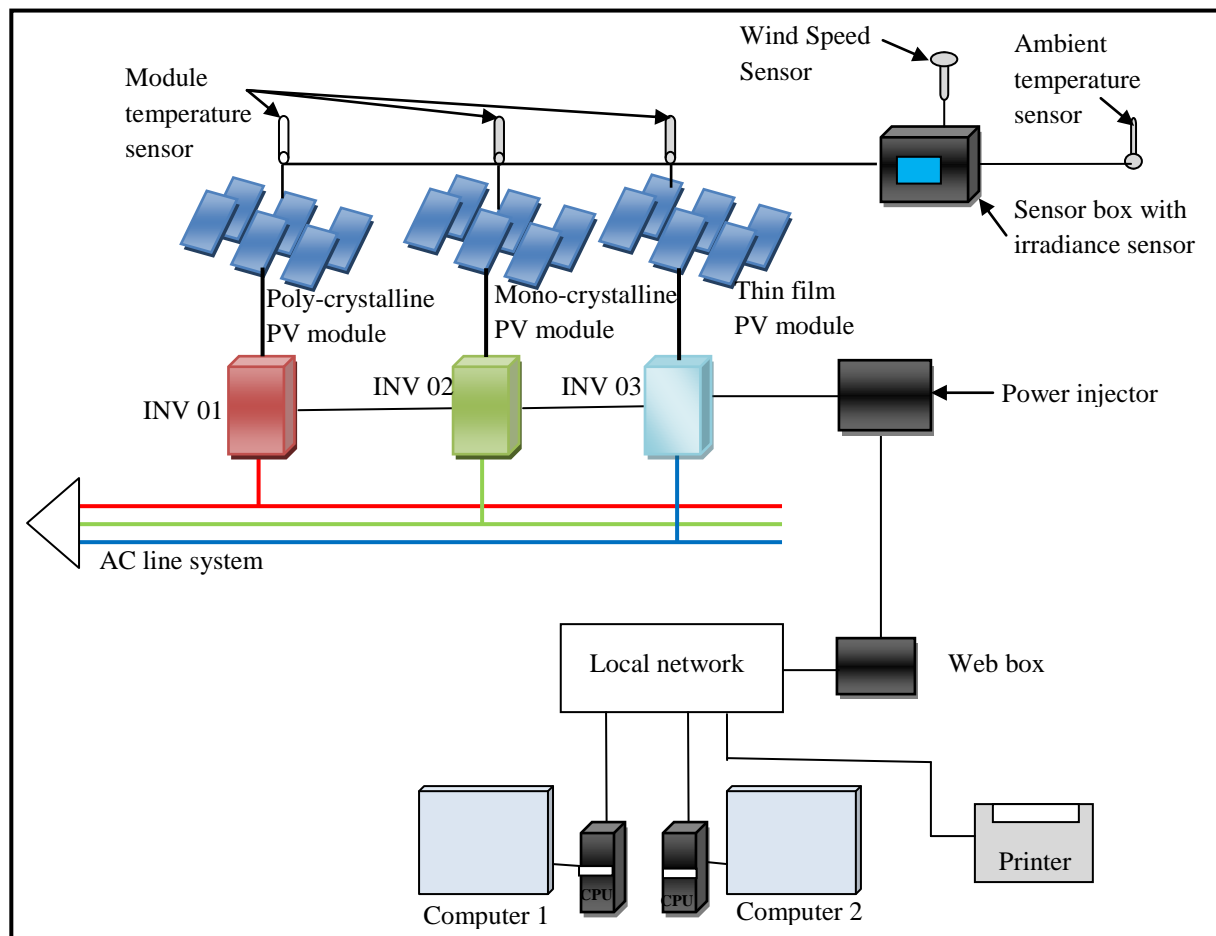 Wind Speed
Sensor
Ambient
temperature
sensor
Module
temperature
sensor
Sensor box with
irradiance sensor
Poly-crystalline
PV module
Mono-crystalline
PV module
Thin film
PV module
INV 01
INV 02
INV 03
Power injector
AC line system
Local network
Web box
CPU
CPU
Printer
Computer 1
Computer 2